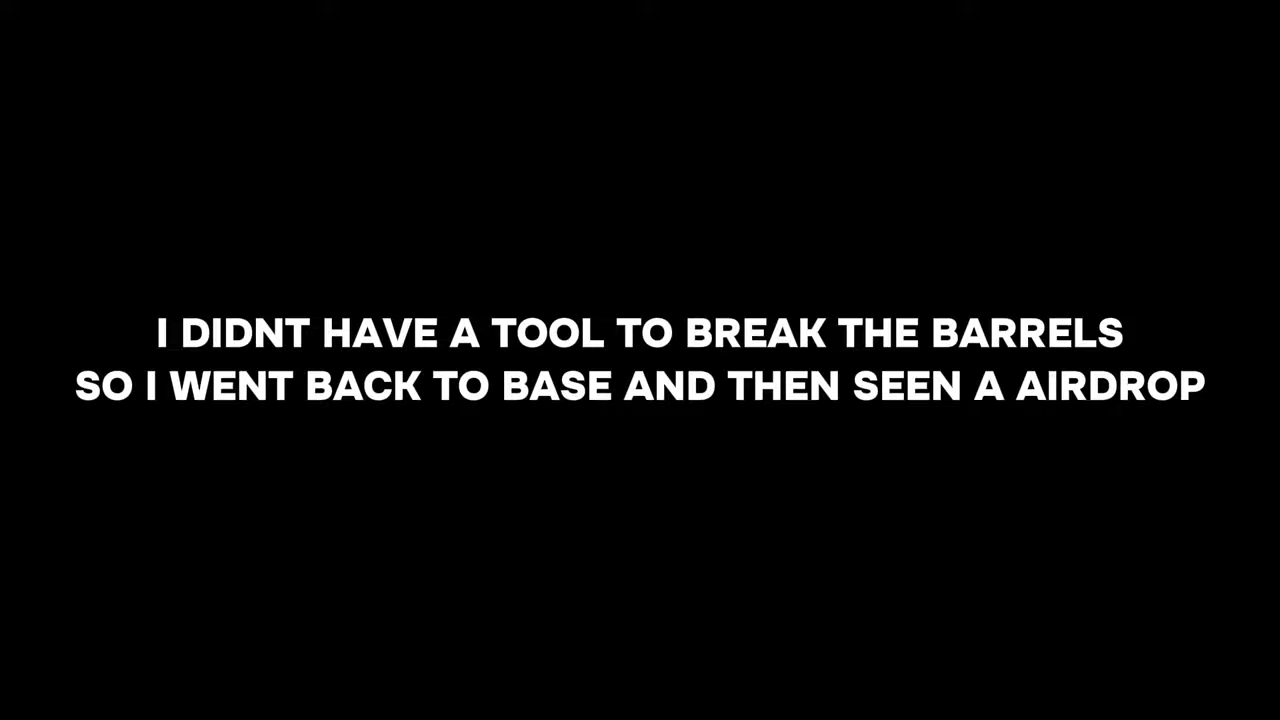 I DIDNT HAVE A TOOL TO BREAK THE BARRELS
SO I WENT BACK TO BASE AND THEN SEEN A AIRDROP